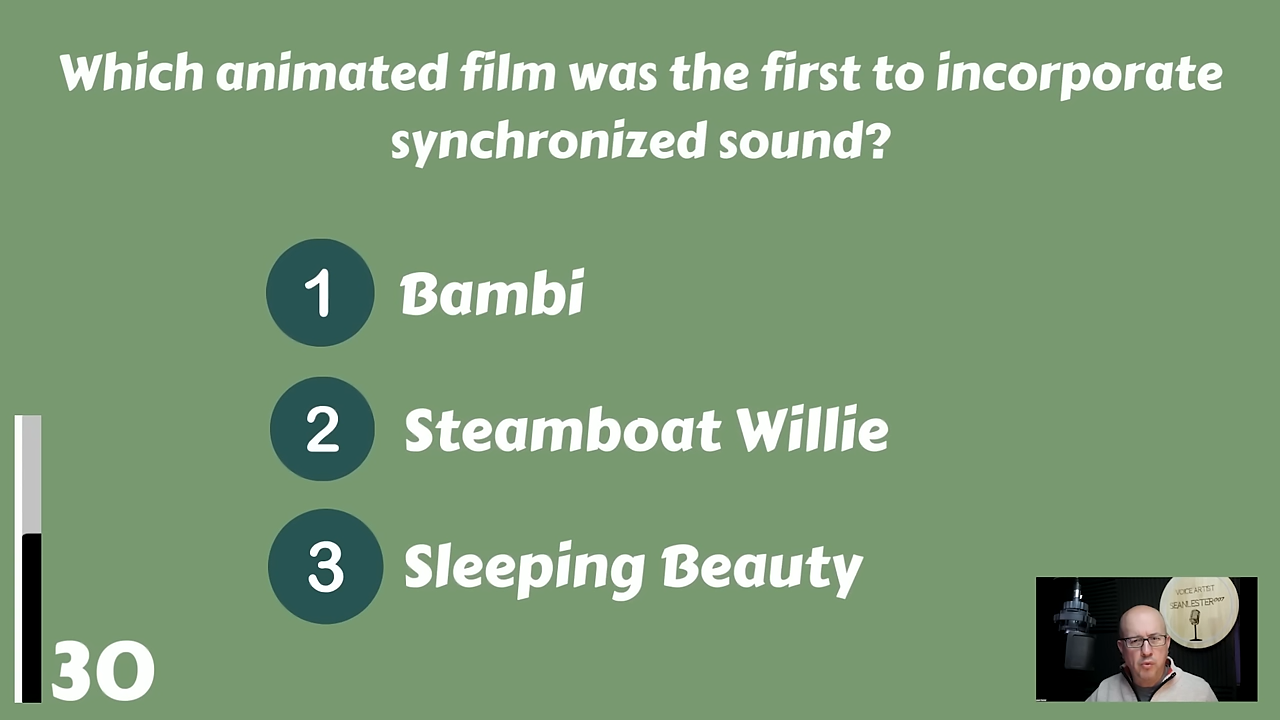 Which animated film was the first to incorporate
synchronized sound?
1 Bambi
2 Steamboat Willie
3 Sleeping Beauty
30
VOICE ARTIST
SEANLESTER